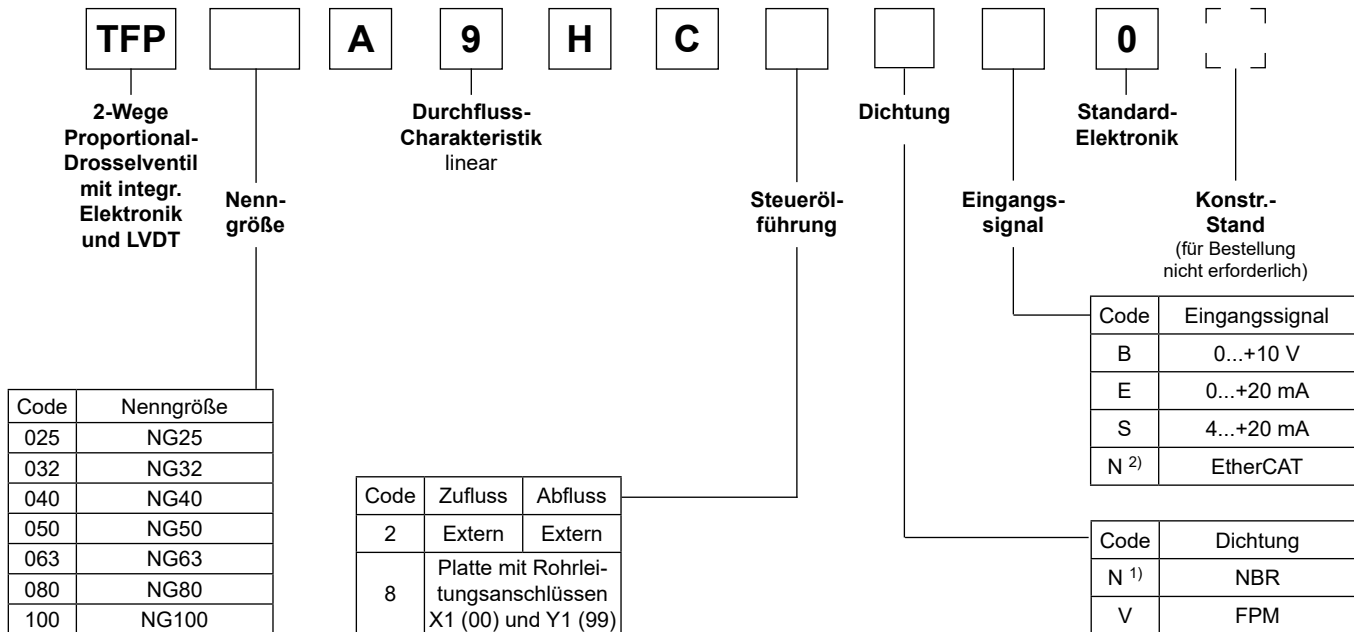 TFP A 9 H C 0
2-Wege
Proportional-
Drosselventil
mit integr.
Elektronik
und LVDT
Nenn-
größe
Durchfluss-
Charakteristik
linear
Steueröl-
führung
Dichtung
Eingangs-
signal
Standard-
Elektronik
Konstr.-
Stand
(für Bestellung
nicht erforderlich)
Code Nenngröße
025 NG25
032 NG32
040 NG40
050 NG50
063 NG63
080 NG80
100 NG100
Code Zufluss Abfluss
2 Extern Extern
8 Platte mit Rohrlei-
tungsanschlüssen
X1 (00) und Y1 (99)
Code Eingangssignal
B 0...+10 V
E 0...+20 mA
S 4...+20 mA
N 2) EtherCAT
Code Dichtung
N 1) NBR
V FPM